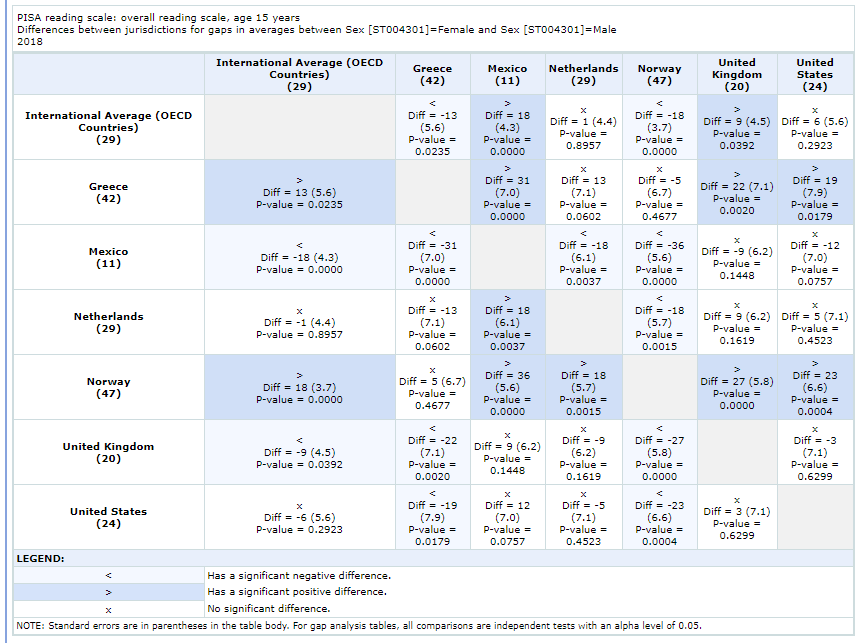 PISA reading scale: overall reading scale, age 15 years
Differences between jurisdictions for gaps in averages between Sex [ST004301]=Female and Sex [ST004301]=Male
2018
International Average (OECD
Countries)
(29)
Greece
(42)
Mexico
(11)
Netherlands
(29)
Norway
(47)
United
Kingdom
(20)
United
States
(24)
International Average (OECD
Countries)
(29)
<
Diff = -13
(5.6)
P-value =
0.0235
>
Diff = 18
(4.3)
P-value =
0.0000
x
Diff = 1 (4.4)
P-value =
0.8957
<
Diff = -18
(3.7)
P-value =
0.0000
>
Diff = 9 (4.5)
P-value =
0.0392
x
Diff = 6 (5.6)
P-value =
0.2923
Greece
(42)
>
Diff = 13 (5.6)
P-value = 0.0235
>
Diff = 31
(7.0)
P-value =
0.0000
x
Diff = 13
(7.1)
P-value =
0.0602
x
Diff = -5
(6.7)
P-value =
0.4677
>
Diff = 22 (7.1)
P-value =
0.0020
>
Diff = 19
(7.9)
P-value =
0.0179
Mexico
(11)
<
Diff = -18 (4.3)
P-value = 0.0000
<
Diff = -31
(7.0)
P-value =
0.0000
<
Diff = -18
(6.1)
P-value =
0.0037
<
Diff = -36
(5.6)
P-value =
0.0000
x
Diff = -9 (6.2)
P-value =
0.1448
x
Diff = -12
(7.0)
P-value =
0.0757
Netherlands
(29)
x
Diff = -1 (4.4)
P-value = 0.8957
x
Diff = -13
(7.1)
P-value =
0.0602
>
Diff = 18
(6.1)
P-value =
0.0037
<
Diff = -18
(5.7)
P-value =
0.0015
x
Diff = 9 (6.2)
P-value =
0.1619
x
Diff = 5 (7.1)
P-value =
0.4523
Norway
(47)
>
Diff = 18 (3.7)
P-value = 0.0000
x
Diff = 5 (6.7)
P-value =
0.4677
>
Diff = 36
(5.6)
P-value =
0.0000
>
Diff = 18
(5.7)
P-value =
0.0015
>
Diff = 27 (5.8)
P-value =
0.0000
>
Diff = 23
(6.6)
P-value =
0.0004
United Kingdom
(20)
<
Diff = -9 (4.5)
P-value = 0.0392
<
Diff = -22
(7.1)
P-value =
0.0020
x
Diff = 9 (6.2)
P-value =
0.1448
x
Diff = -9
(6.2)
P-value =
0.1619
<
Diff = -27
(5.8)
P-value =
0.0000
x
Diff = -3
(7.1)
P-value =
0.6299
United States
(24)
x
Diff = -6 (5.6)
P-value = 0.2923
<
Diff = -19
(7.9)
P-value =
0.0179
x
Diff = 12
(7.0)
P-value =
0.0757
x
Diff = -5
(7.1)
P-value =
0.4523
<
Diff = -23
(6.6)
P-value =
0.0004
x
Diff = 3 (7.1)
P-value =
0.6299
LEGEND:
< Has a significant negative difference.
> Has a significant positive difference.
x No significant difference.
NOTE: Standard errors are in parentheses in the table body. For gap analysis tables, all comparisons are independent tests with an alpha level of 0.05.